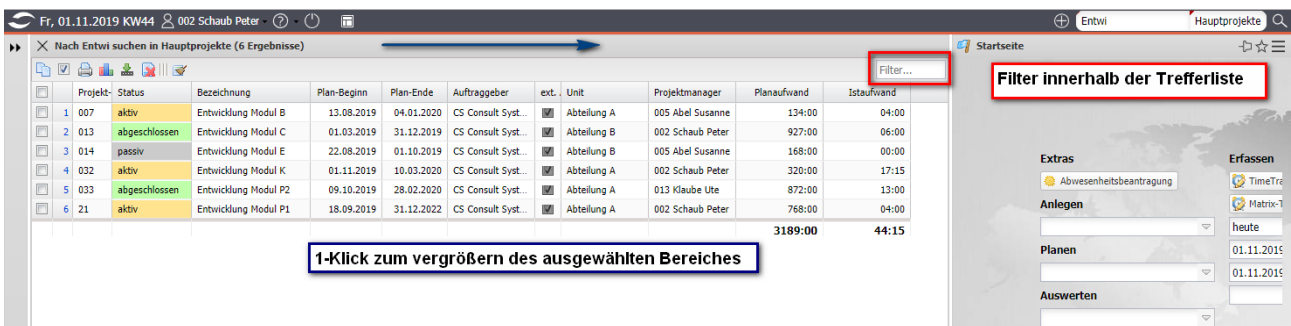 Fr, 01.11.2019 KW44 002 Schaub Peter Entwi Hauptprojekte
Nach Entwi suchen in Hauptprojekte (6 Ergebnisse) Startseite
Filter...
Filter innerhalb der Trefferliste
Projekt- Status Bezeichnung Plan-Beginn Plan-Ende Auftraggeber ext. . Unit Projektmanager Planaufwand Istaufwand
1 007 aktiv Entwicklung Modul B 13.08.2019 04.01.2020 CS Consult Syst... Abteilung A 005 Abel Susanne 134:00 04:00
2 013 abgeschlossen Entwicklung Modul C 01.03.2019 31.12.2019 CS Consult Syst... Abteilung B 002 Schaub Peter 927:00 06:00
3 014 passiv Entwicklung Modul E 22.08.2019 01.10.2019 CS Consult Syst... Abteilung B 005 Abel Susanne 168:00 00:00
4 032 aktiv Entwicklung Modul K 01.11.2019 10.03.2020 CS Consult Syst... Abteilung A 002 Schaub Peter 320:00 17:15
5 033 abgeschlossen Entwicklung Modul P2 09.10.2019 28.02.2020 CS Consult Syst... Abteilung A 013 Klaube Ute 872:00 13:00
6 21 aktiv Entwicklung Modul P1 18.09.2019 31.12.2022 CS Consult Syst... Abteilung A 002 Schaub Peter 768:00 04:00
3189:00 44:15
1-Klick zum vergrößern des ausgewählten Bereiches
Extras Erfassen
Abwesenheitsbeantragung TimeTra
Anlegen Matrix-T
heute
Planen 01.11.2019
01.11.2019
Auswerten